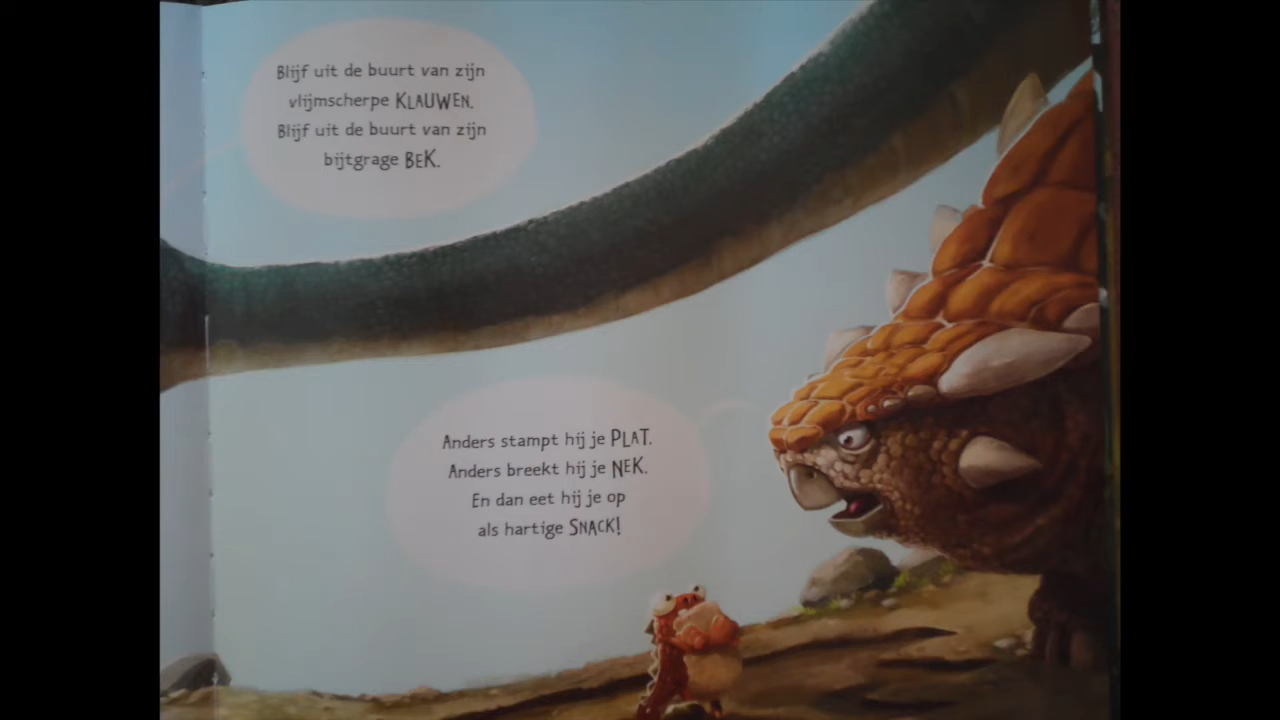 Blijf uit de buurt van zijn
vlijmscherpe KLAUWEN.
Blijf uit de buurt van zijn
bijtgrage BEK.
Anders stampt hij je PLAT.
Anders breekt hij je NEK.
En dan eet hij je op
als hartige SNACK!